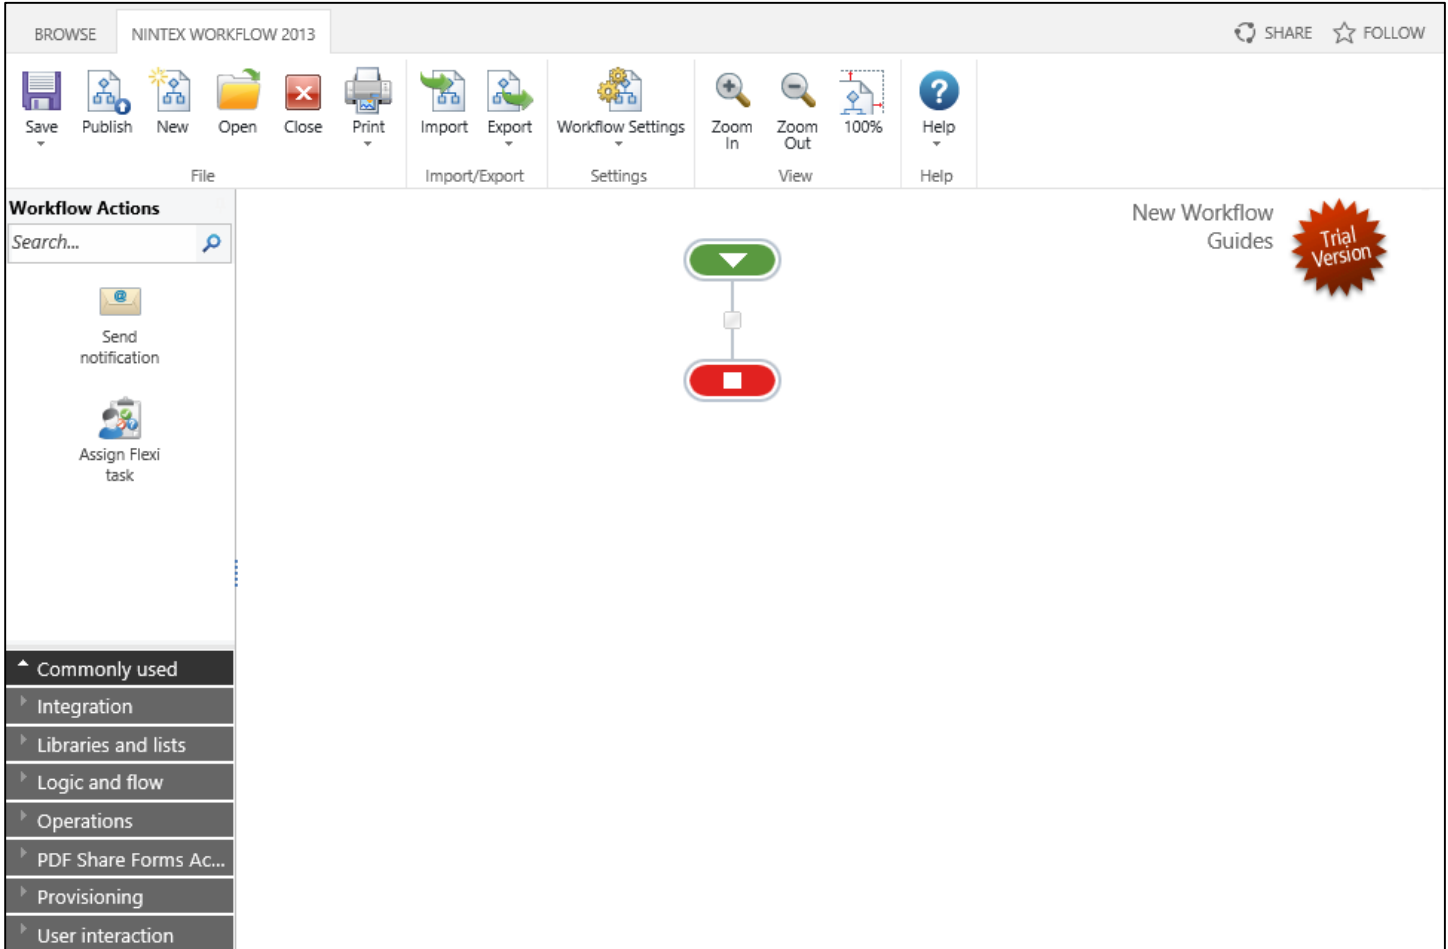 BROWSE
NINTEX WORKFLOW 2013
SHARE
FOLLOW
Save
Publish
New
Open
Close
Print
Import
Export
Workflow Settings
Zoom
In
Zoom
Out
100%
Help
File
Import/Export
Settings
View
Help
Workflow Actions
Search...
Send
notification
Assign Flexi
task
New Workflow
Guides
Trial
Version
Commonly used
Integration
Libraries and lists
Logic and flow
Operations
PDF Share Forms Ac...
Provisioning
User interaction